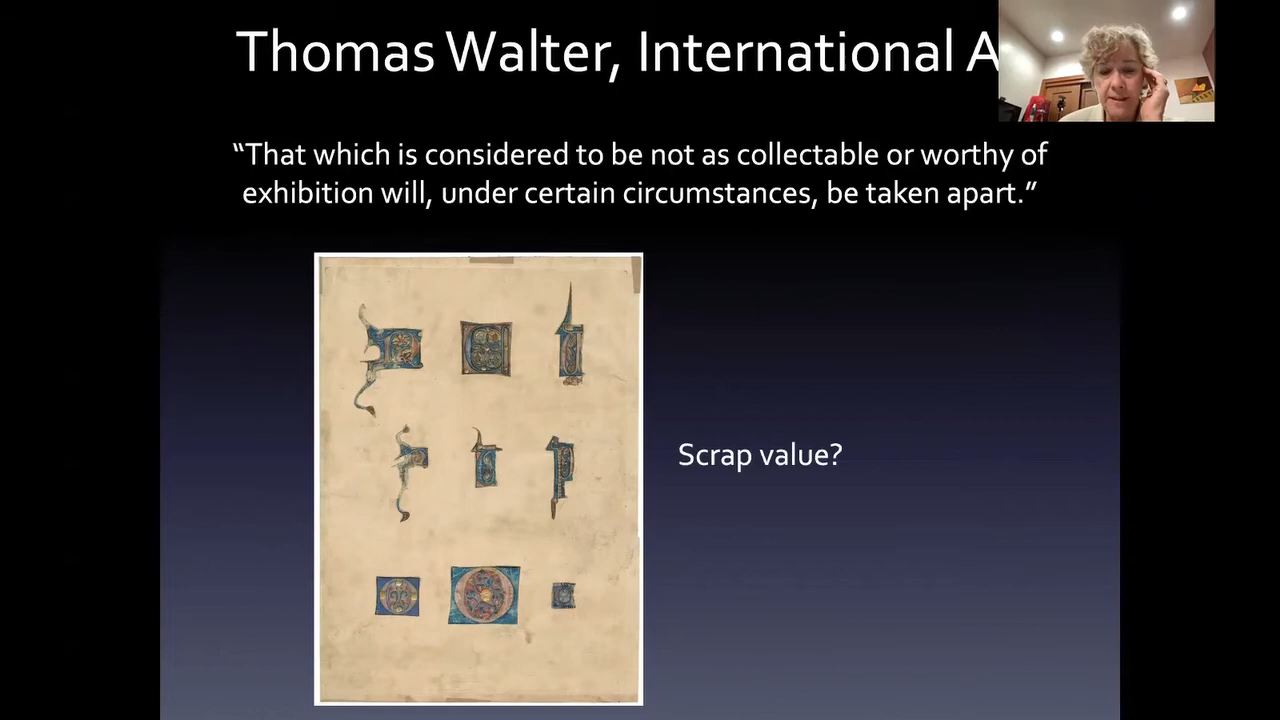 Thomas Walter, International A
“That which is considered to be not as collectable or worthy of
exhibition will, under certain circumstances, be taken apart.”
Scrap value?